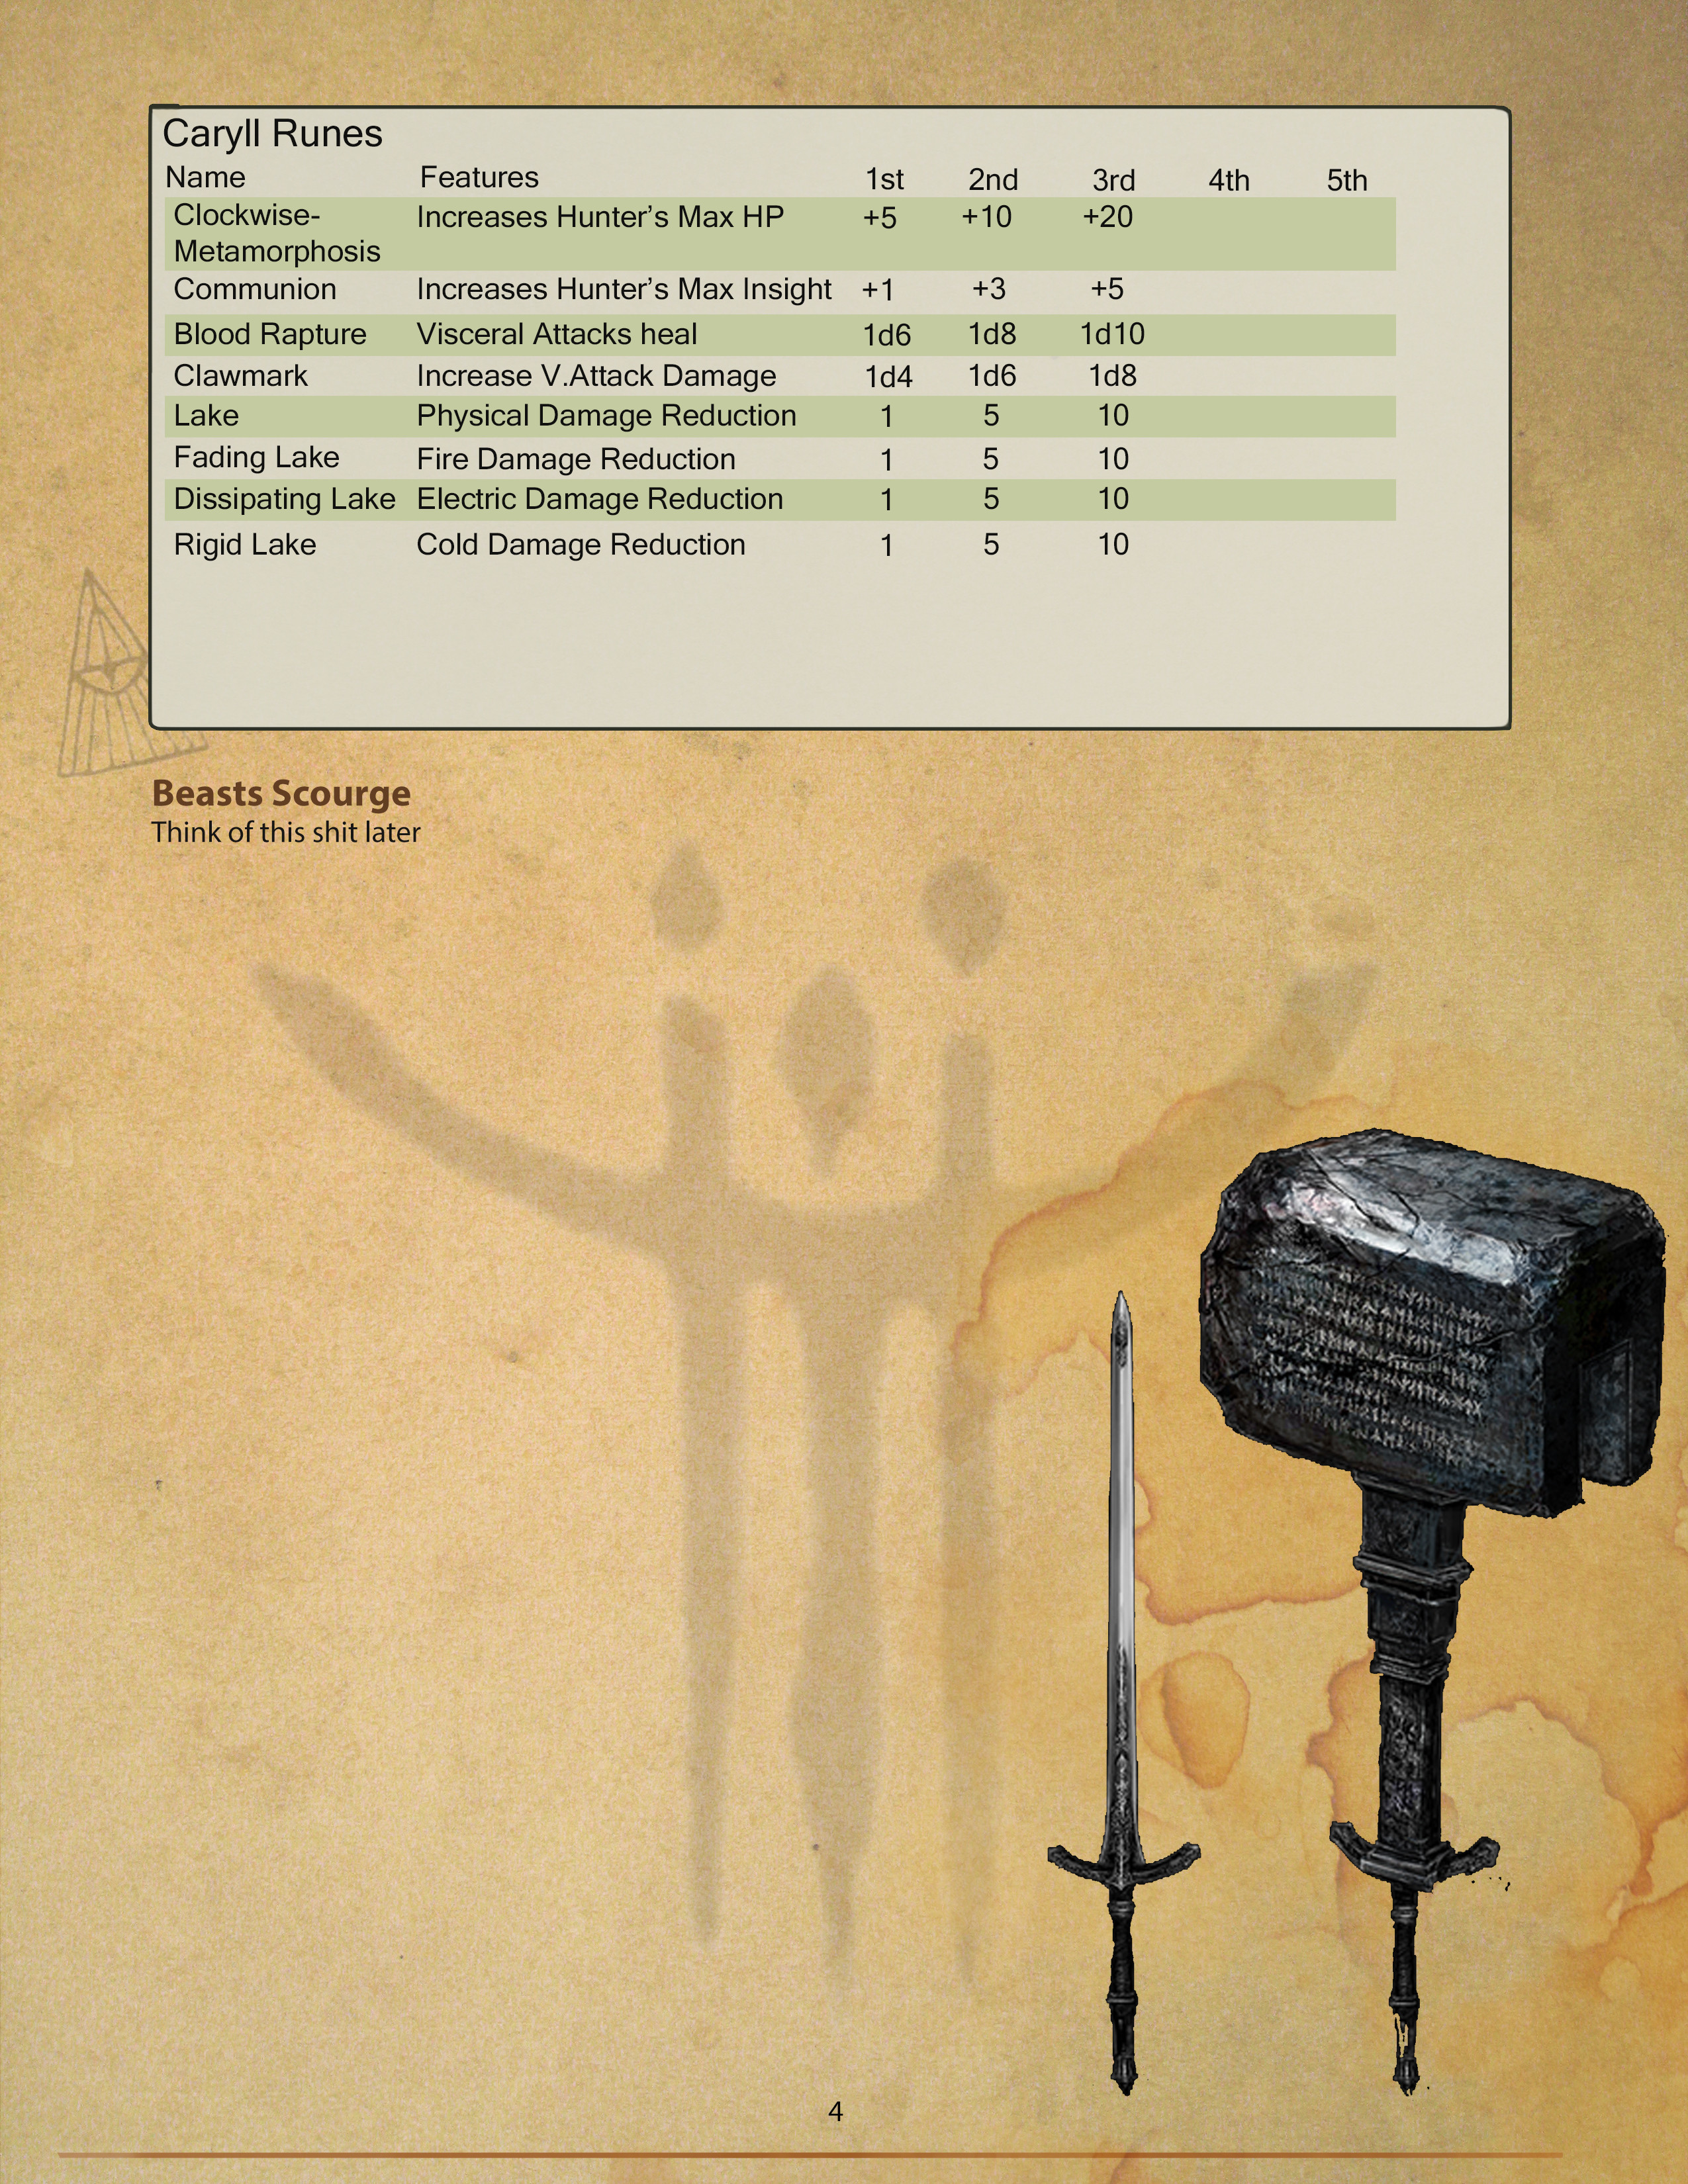 Caryll Runes
Name Features 1st 2nd 3rd 4th 5th
Clockwise- Increases Hunter’s Max HP +5 +10 +20
Metamorphosis
Communion Increases Hunter’s Max Insight +1 +3 +5
Blood Rapture Visceral Attacks heal 1d6 1d8 1d10
Clawmark Increase V.Attack Damage 1d4 1d6 1d8
Lake Physical Damage Reduction 1 5 10
Fading Lake Fire Damage Reduction 1 5 10
Dissipating Lake Electric Damage Reduction 1 5 10
Rigid Lake Cold Damage Reduction 1 5 10
Beasts Scourge
Think of this shit later
4